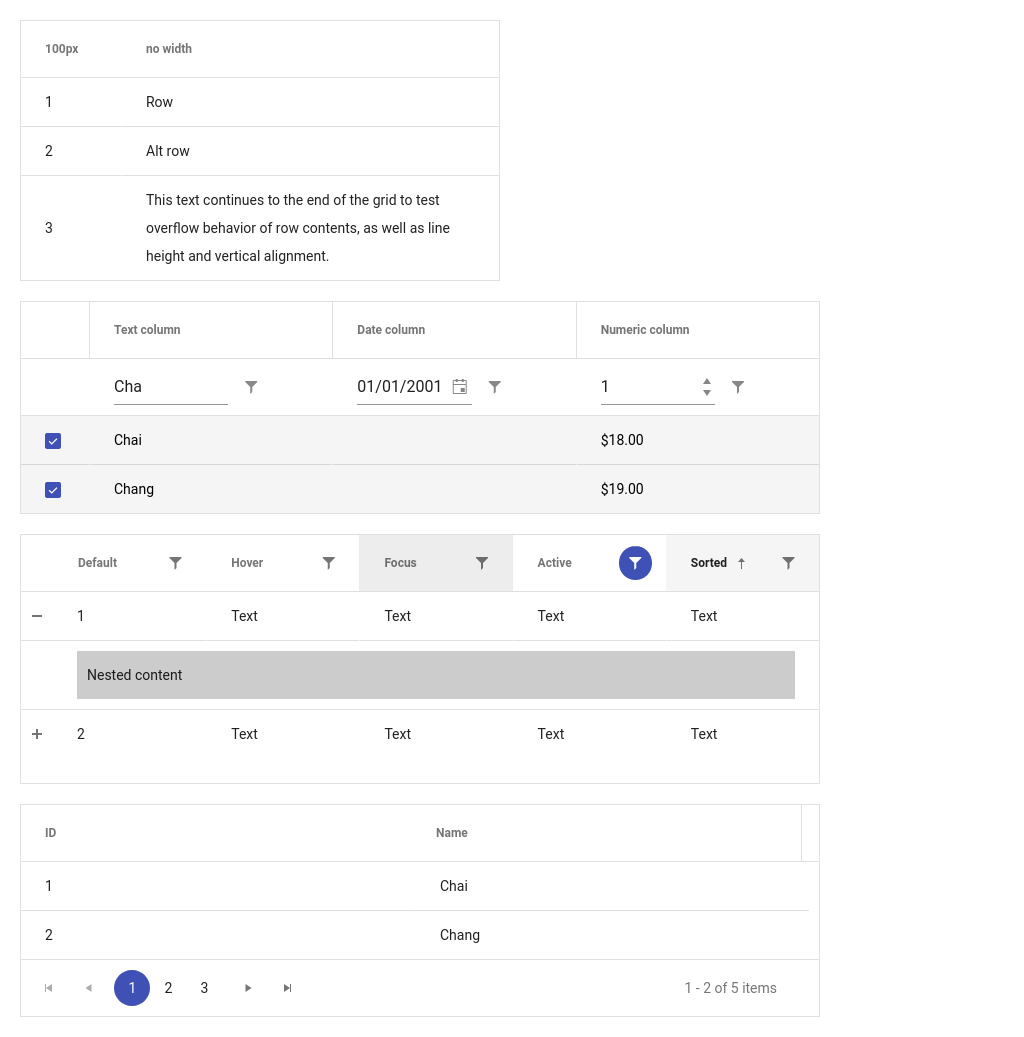 100px no width
1 Row
2 Alt row
This text continues to the end of the grid to test
3 overflow behavior of row contents, as well as line
height and vertical alignment.
Text column Date column Numeric column
Cha 01/01/2001 1
Chai $18.00
Chang $19.00
Default Hover Focus Active Sorted
1 Text Text Text Text
Nested content
2 Text Text Text Text
ID Name
1 Chai
2 Chang
1 2 3 1 - 2 of 5 items